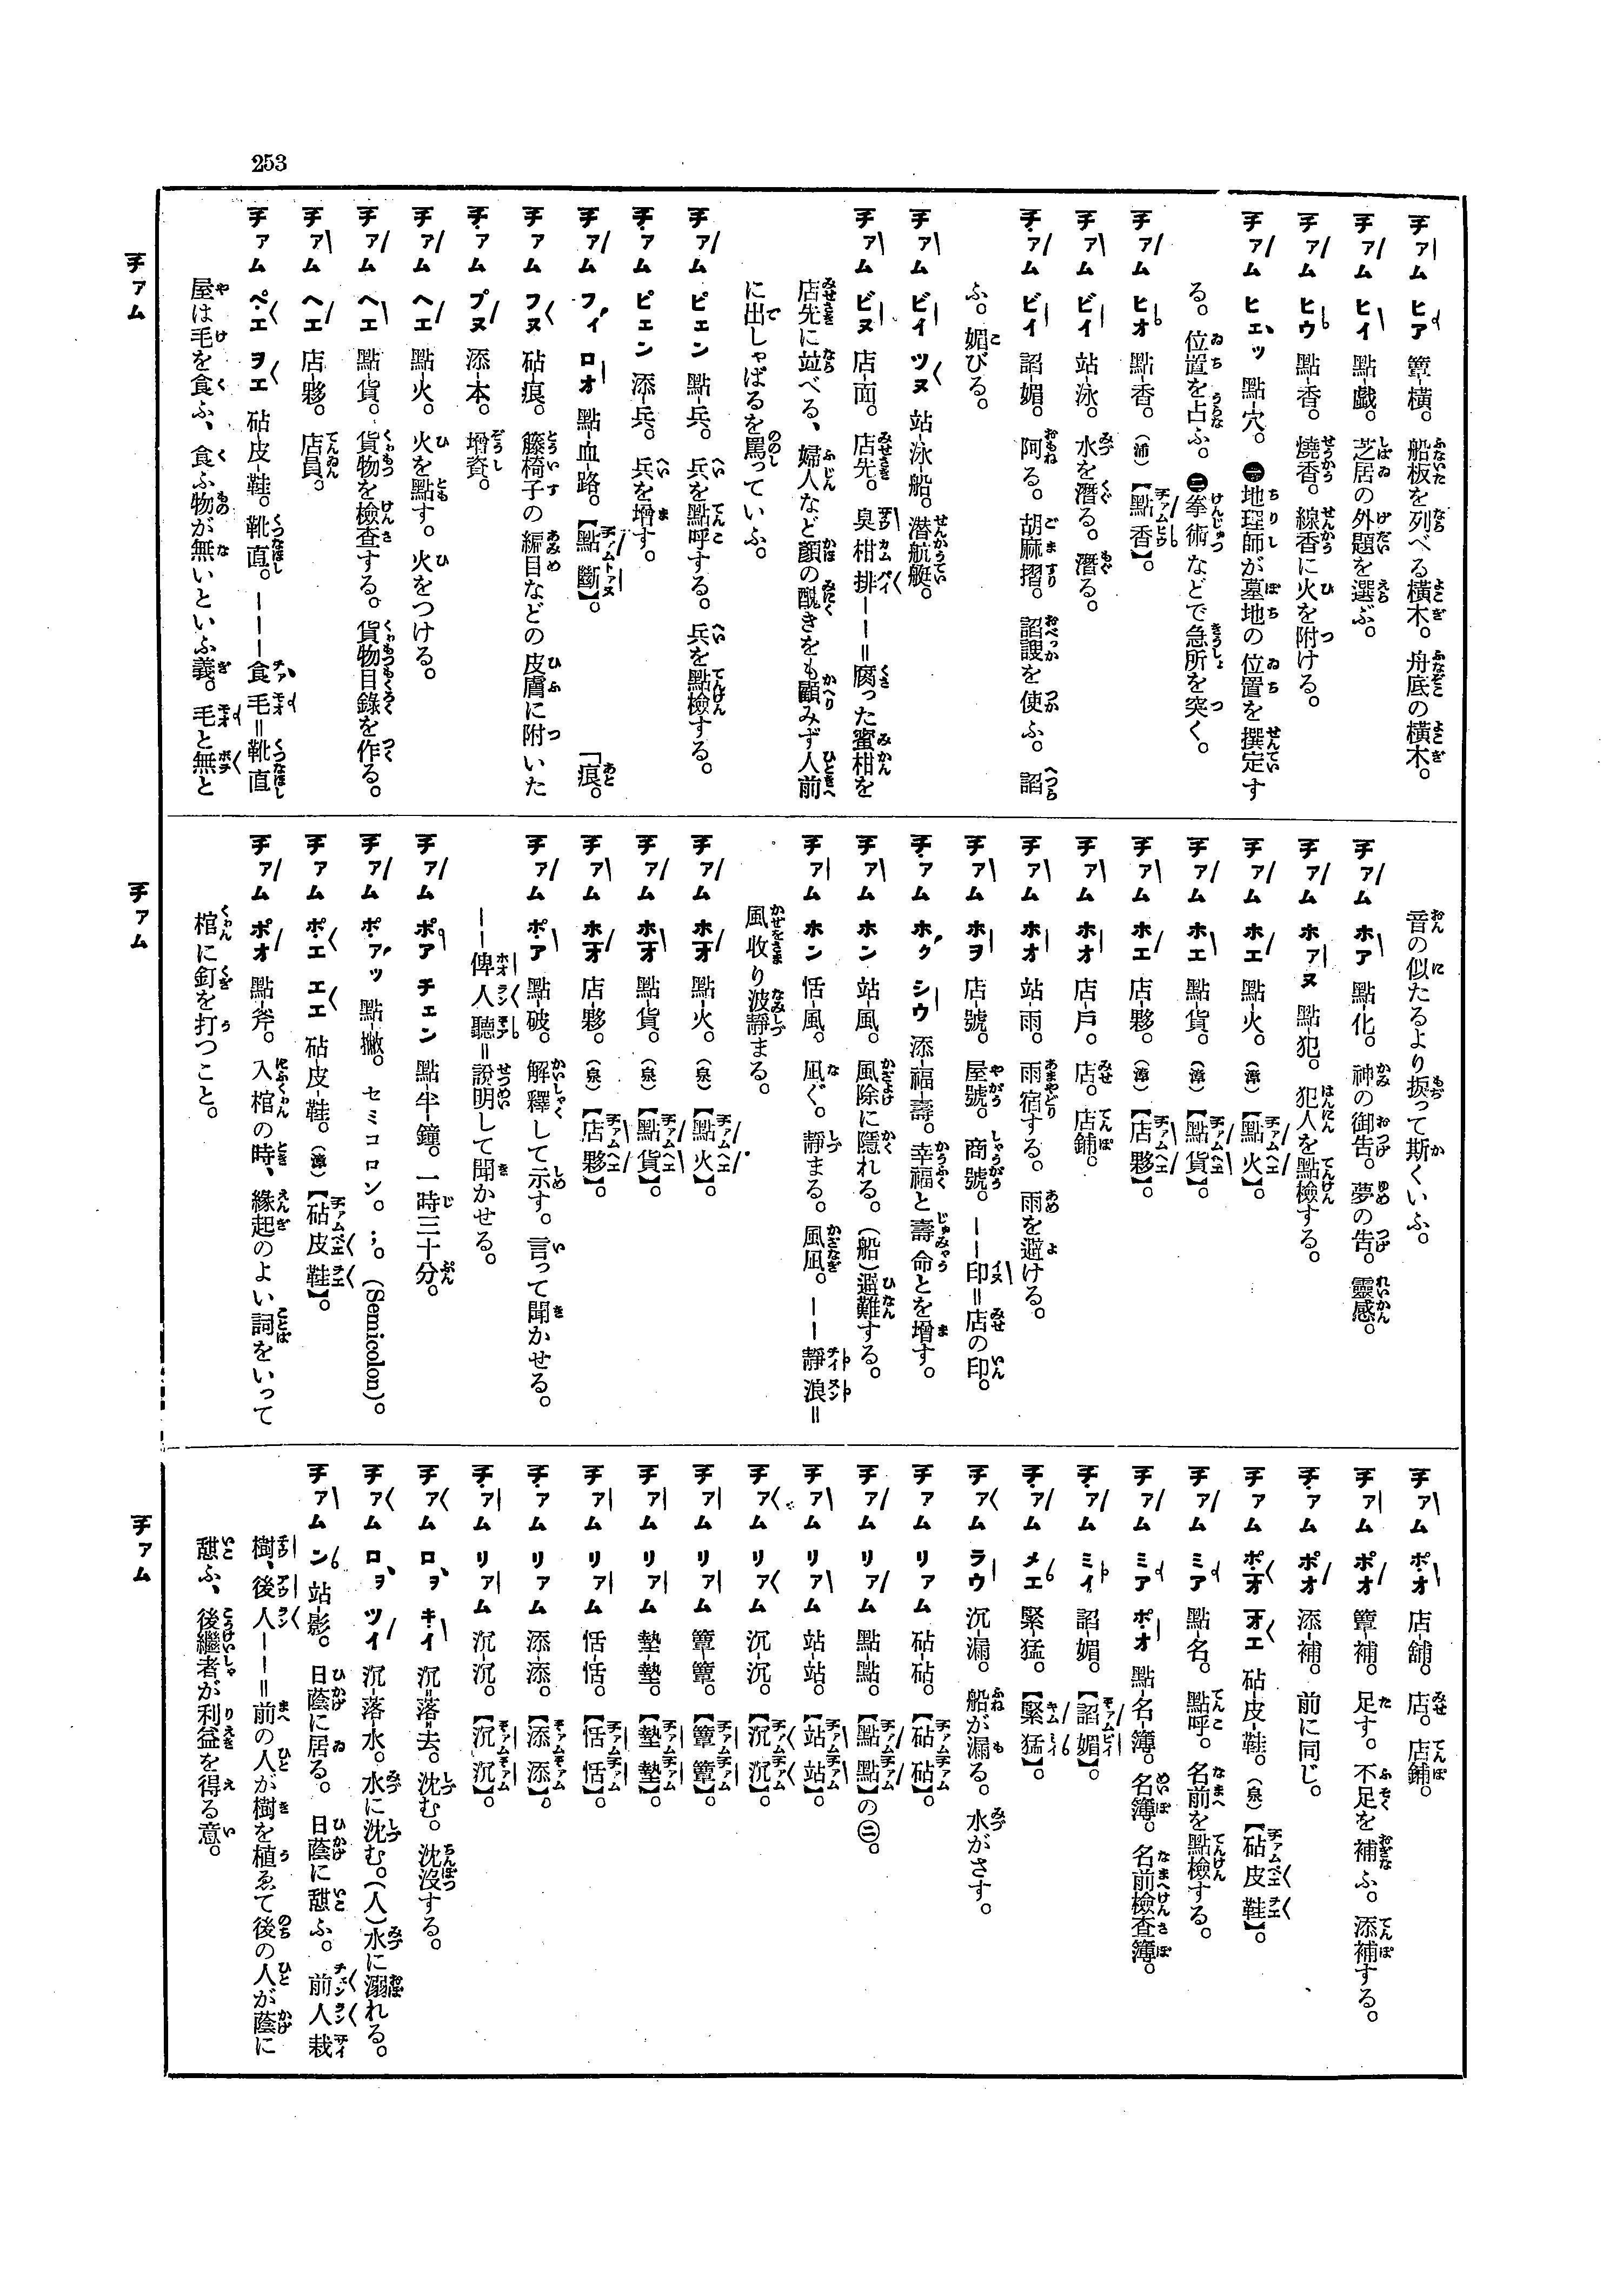 253
チァム ヒア 簟-橫。 船板を列べる橫木。舟底の橫木。
チァム ヒイ 點-戲。 芝居の外題を選ぶ。
チァム ヒウ 點-香。 燒香。線香に火を附ける。
チァム ヒェッ 點-穴。 ㊀地理師が墓地の位置を撰定す
る。位置を占ふ。㊁拳術などで急所を突く。
チァム ヒオ 點-香。(漳)【點香】。
チァム ビイ 站-泳。 水を潛る。潛る。
チァム ビイ 諂-媚。 阿る。胡麻摺。諂諛を使ふ。諂
ふ。媚びる。
チァム ビイ ツヌ 站-泳-船。潛航艇。
チァム ビヌ 店-面。 店先。臭柑排――=腐った蜜柑を
店先に竝べる、婦人など顏の醜きをも顧みず人前
に出しゃばるを罵っていふ。
チァム ピェン 點-兵。 兵を點呼する。兵を點檢する。
チァム ピェン 添-兵。 兵を增す。
チァム フイ ロオ 點-血-路。【點斷】。
チァム フヌ 砧-痕。 籐椅子の編目などの皮膚に附いた
「痕。
チァム プヌ 添-本。 增資。
チァム ヘエ 點-火。 火を點す。火をつける。
チァム ヘエ 點-貨。 貨物を檢査する。貨物目錄を作る。
チァム ヘエ 店-夥。 店員。
チァム ペエ ヲエ 砧-皮-鞋。靴直。―――食毛=靴直
屋は毛を食ふ、食ふ物が無いといふ義。毛と無と
チァム
音の似たるより扱って斯くいふ。
チァム ホア 點-化。 神の御告。夢の告。靈感。
チァム ホァヌ 點-犯。 犯人を點檢する。
チァム ホエ 點-火。(漳)【點火】。
チァム ホエ 點-貨。(漳)【點貨】。
チァム ホエ 店-夥。(漳)【店夥】。
チァム ホオ 店-戶。 店。店鋪。
チァム ホオ 站-雨。 雨宿する。雨を避ける。
チァム ホヲ 店-號。 屋號。商號。――印=店の印。
チァム ホク シウ 添-福-壽。幸福と壽命とを增す。
チァム ホン 站-風。 風除に隱れる。(船)避難する。
チァム ホン 恬-風。 凪ぐ。靜まる。風凪。――靜浪=
風收り波靜まる。
チァム ホオ 點-火。(泉)【點火】。
チァム ホオ 點-貨。(泉)【點貨】。
チァム ホオ 店-夥。(泉)【店夥】。
チァム ポア 點-破。 解釋して示す。言って聞かせる。
――俾人聽=說明して聞かせる。
チァム ポア チェン 點-半-鐘。一時三十分。
チァム ポァッ 點-撇。 セミコロン。;。(Semicolon)。
チァム ポエ エエ 砧-皮-鞋。(漳)【砧皮鞋】。
チァム ポオ 點-斧。 入棺の時、緣起のよい詞をいって
棺に釘を打つこと。
チァム
チァム ポオ 店-舖。 店。店鋪。
チァム ポオ 簟-補。 足す。不足を補ふ。添補する。
チァム ポオ 添-補。 前に同じ。
チァム ポオ オエ 砧-皮-鞋。(泉)【砧皮鞋】。
チァム ミア 點-名。 點呼。名前を點檢する。
チァム ミア ポオ 點-名-簿。名簿。名前檢査簿。
チァム ミイ 諂-媚。【諂媚】。
チァム メエ 緊-猛。【緊猛】。
チァム ラウ 沉-漏。 船が漏る。水がさす。
チァム リアム 砧-砧。【砧砧】。
チァム リアム 點-點。【點點】の㊁。
チァム リアム 站-站。【站站】。
チァム リアム 沉-沉。【沉沉】。
チァム リアム 簟-簟。【簟簟】。
チァム リアム 墊-墊。【墊墊】。
チァム リアム 恬-恬。【恬恬】。
チァム リアム 添-添。【添添】。
チァム リアム 沉-沉。【沉沉】。
チァム ロヲ キイ 沉=落=去。沈む。沈沒する。
チァム ロヲ ツイ 沉-落-水。水に沈む。(人)水に溺れる。
チァム ン 站-影。 日蔭に居る。日蔭に憇ふ。前人栽
樹、後人―――=前の人が樹を植ゑて後の人が蔭に
憇ふ、後繼者が利益を得る意。
チァム